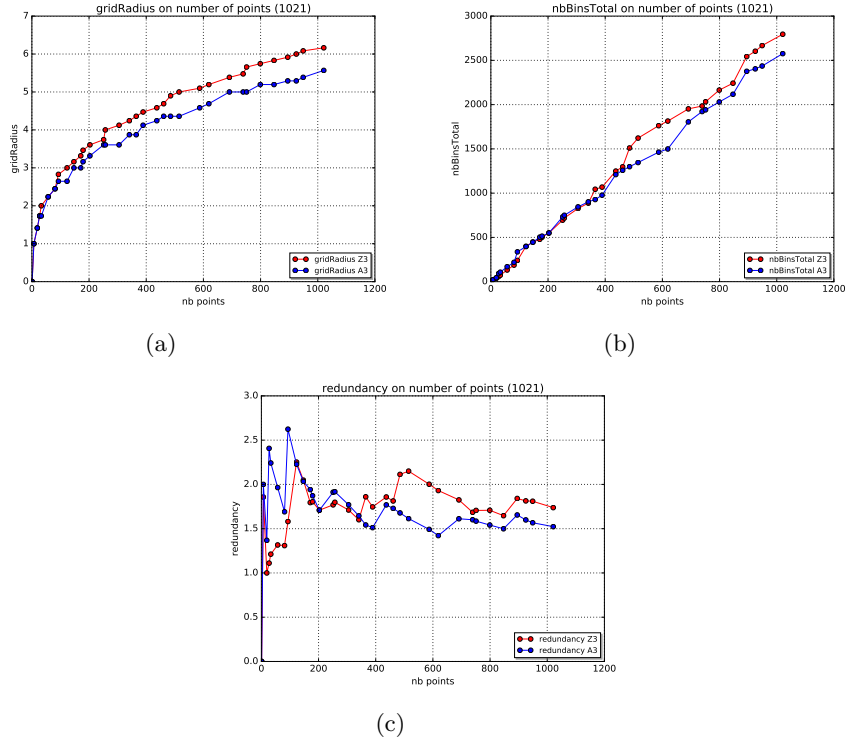 gridRadius on number of points (1021)
7
6
5
4
3
2
1
0
gridRadius
0 200 400 600 800 1000 1200
nb points
gridRadius Z3
gridRadius A3
(a)
nbBinsTotal on number of points (1021)
3000
2500
2000
1500
1000
500
0
nbBinsTotal
0 200 400 600 800 1000 1200
nb points
nbBinsTotal Z3
nbBinsTotal A3
(b)
redundancy on number of points (1021)
3.0
2.5
2.0
1.5
1.0
0.5
0.0
redundancy
0 200 400 600 800 1000 1200
nb points
redundancy Z3
redundancy A3
(c)